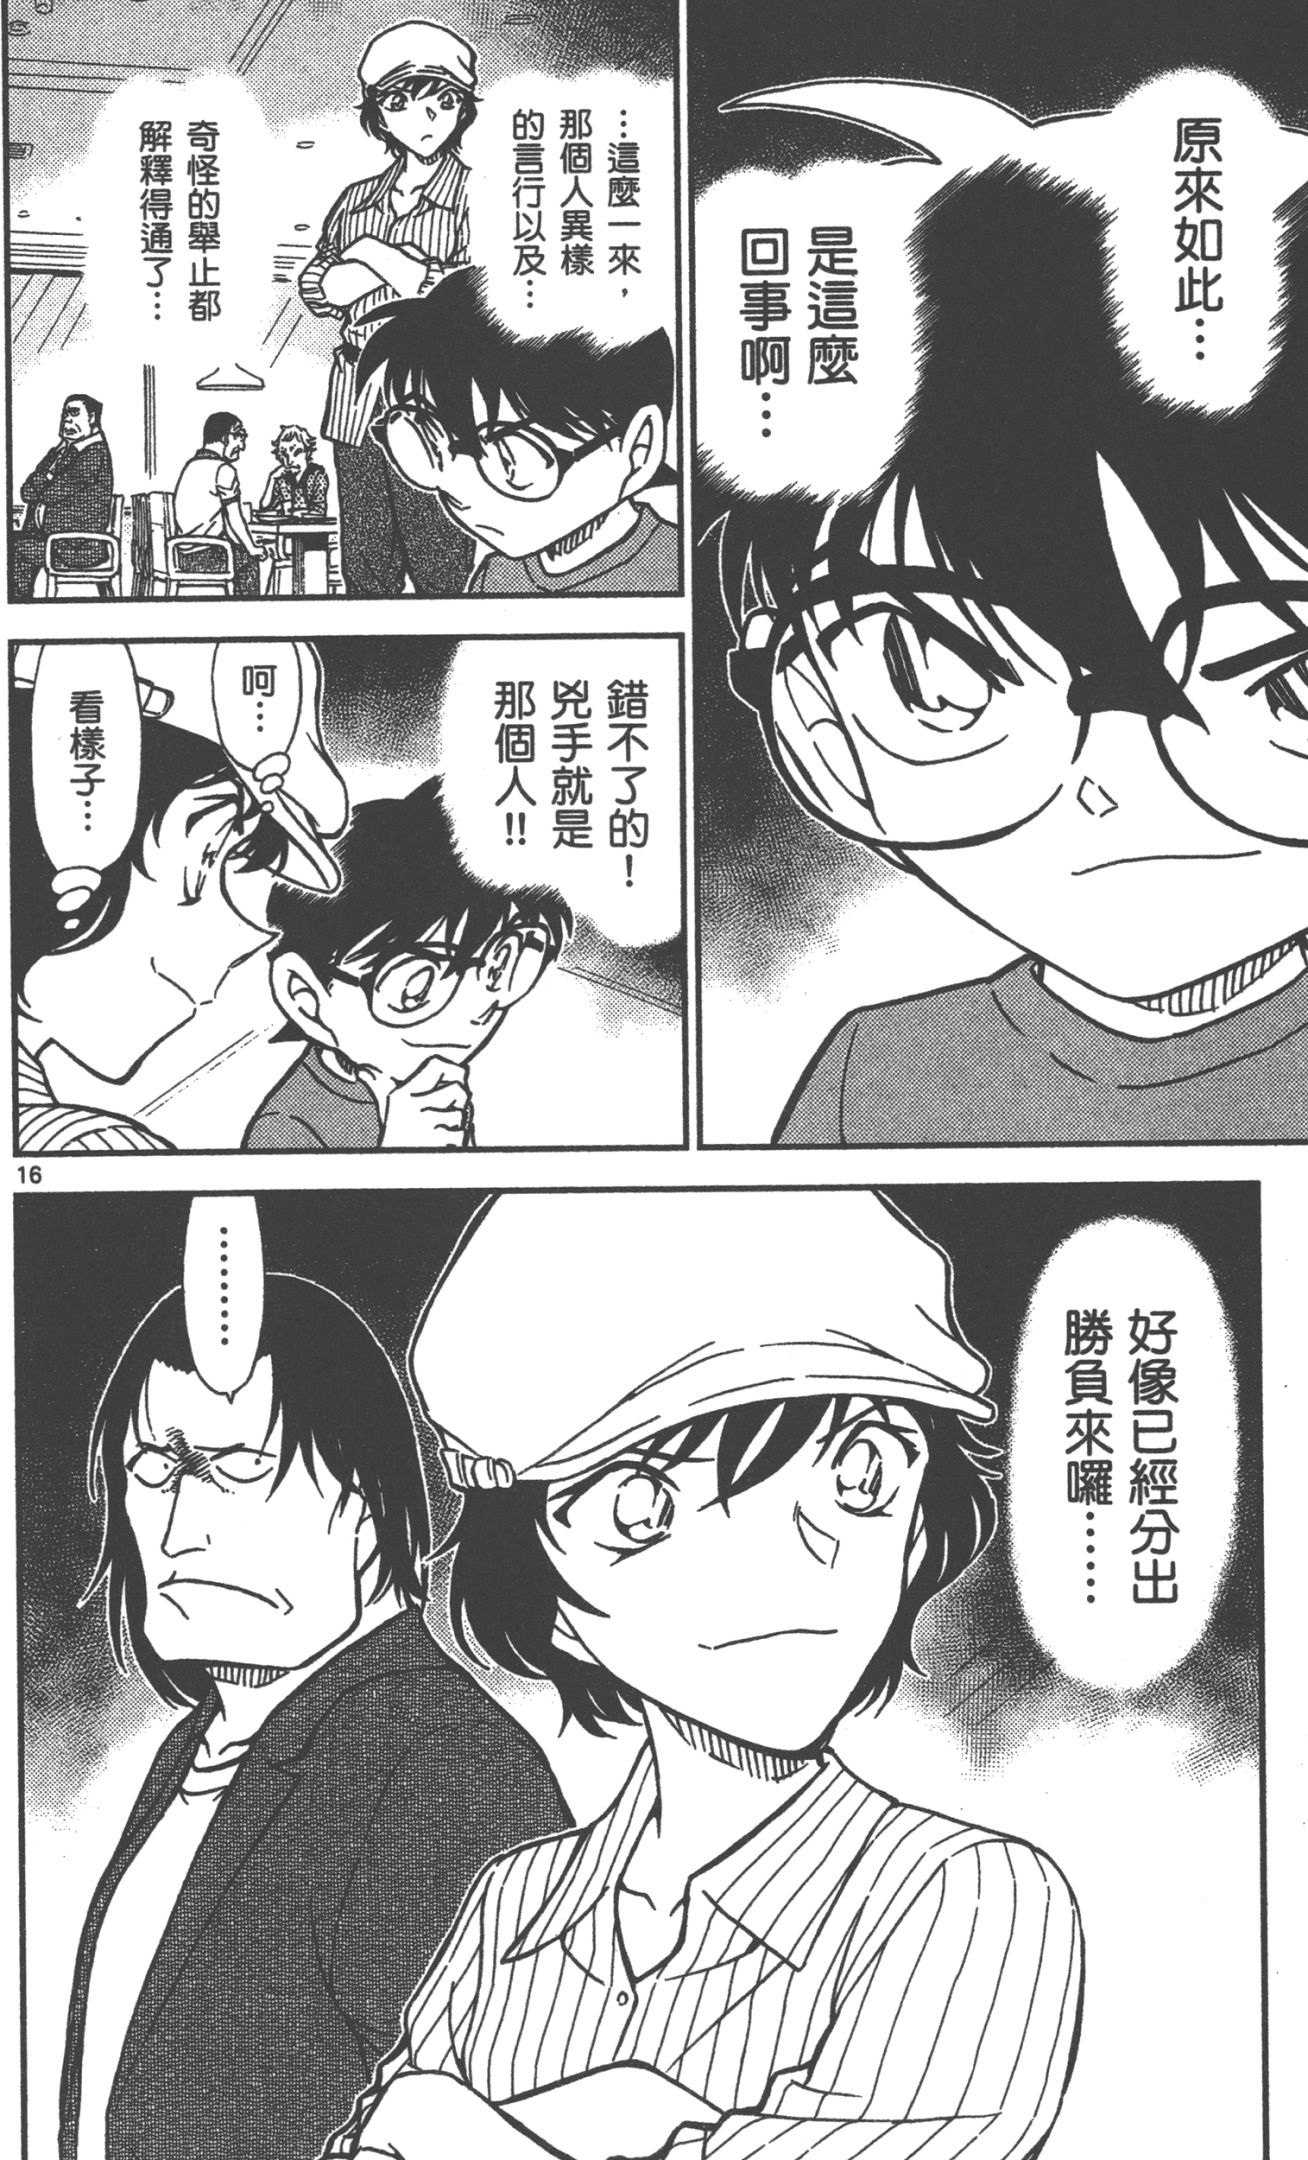 原來如此…
是這麼
回事啊…
…這麼一來，
那個人異樣
的言行以及…
奇怪的舉止都
解釋得通了…
錯不了的！
兇手就是
那個人!!
呵…
看樣子…
16
好像已經分出
勝負來囉……
………